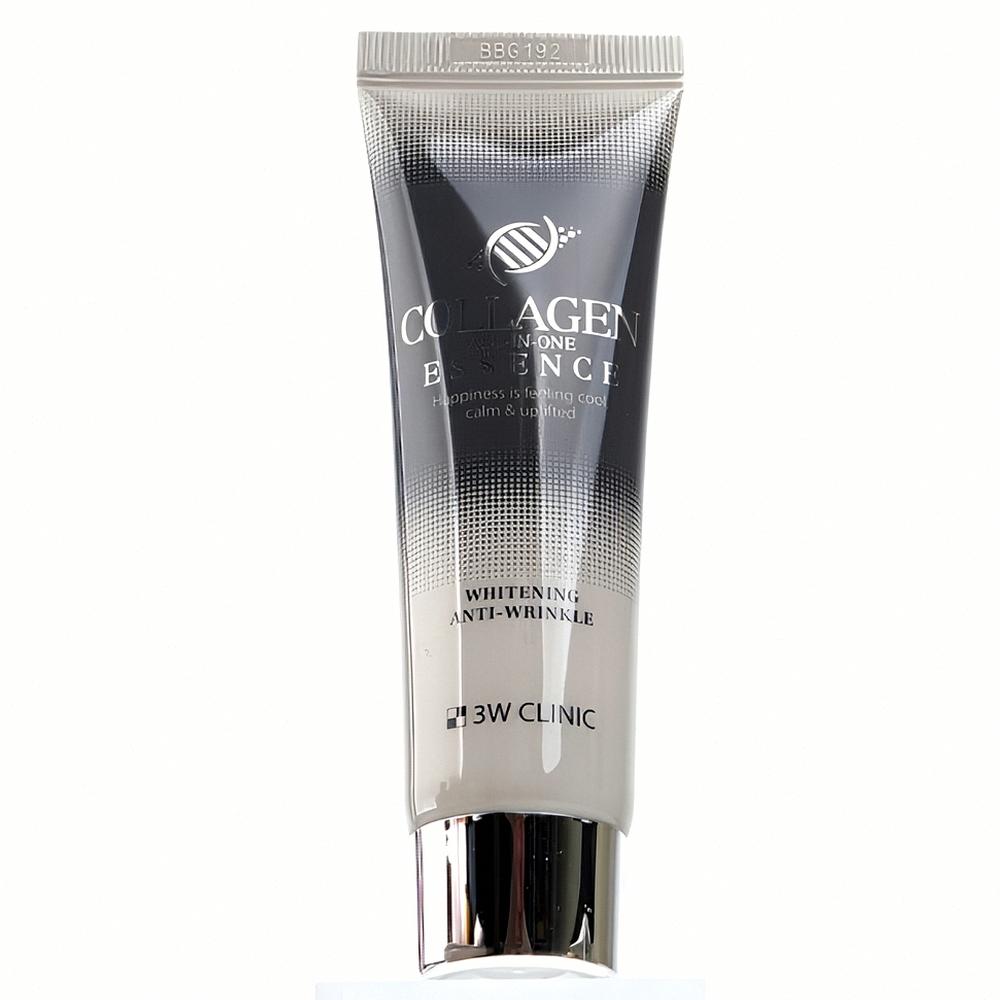 BBG192
COLLAGEN
ALL-IN-ONE
ESSENCE
Happiness is feeling cool,
calm & uplifted
WHITENING
ANTI-WRINKLE
3W CLINIC